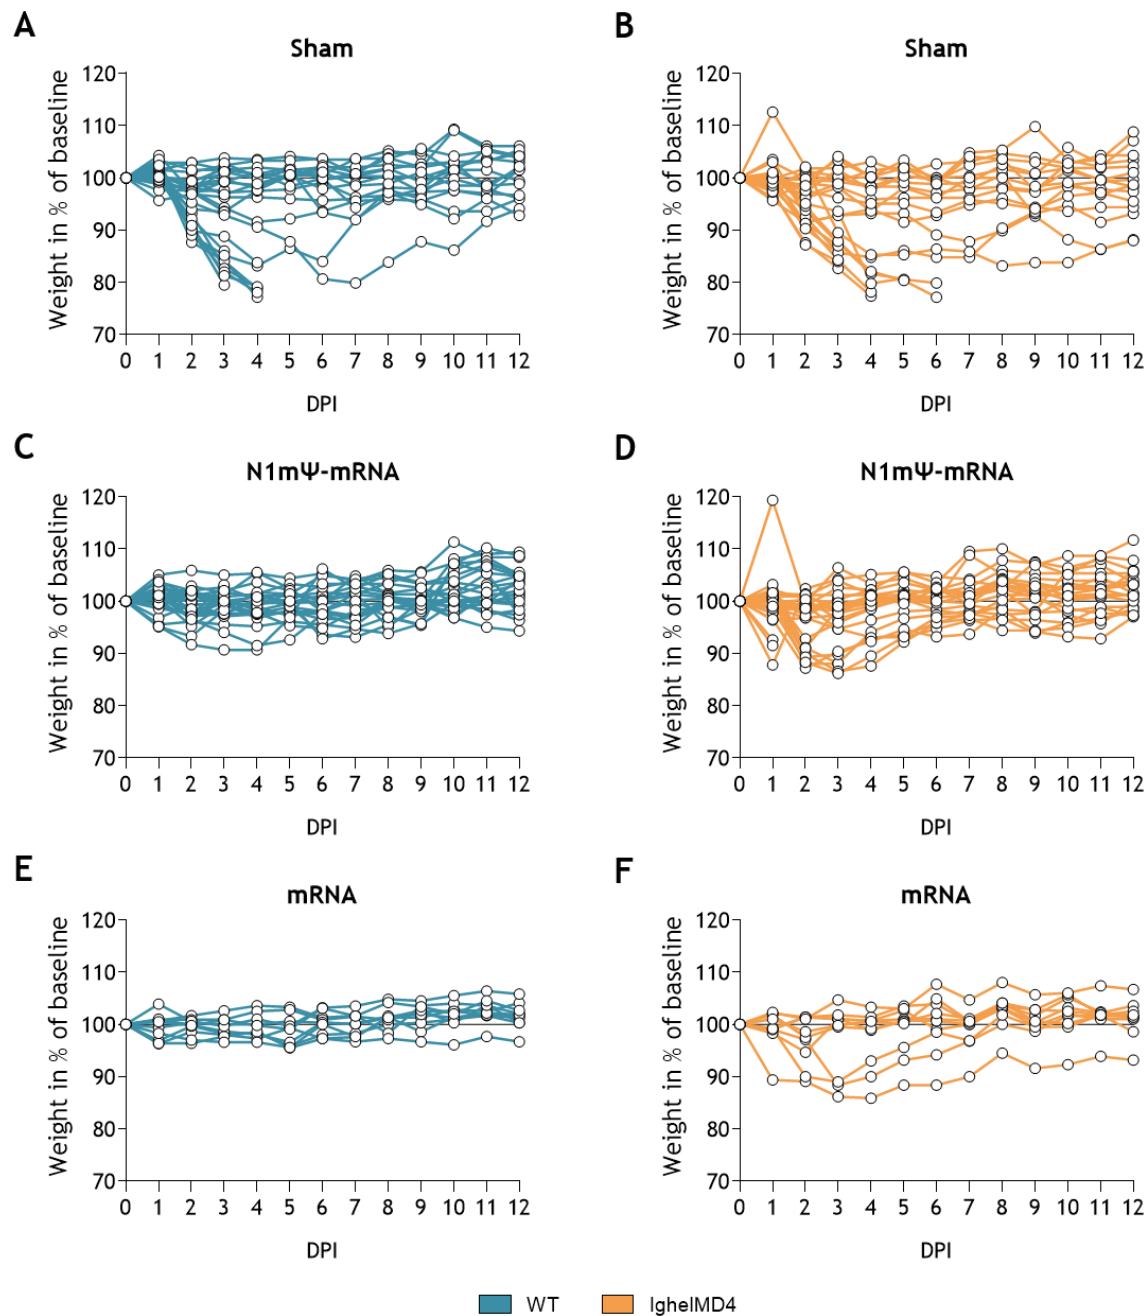 A
Sham
Weight in % of baseline
120
110
100
90
80
70
0 1 2 3 4 5 6 7 8 9 10 11 12
DPI
B
Sham
Weight in % of baseline
120
110
100
90
80
70
0 1 2 3 4 5 6 7 8 9 10 11 12
DPI
C
N1mΨ-mRNA
Weight in % of baseline
120
110
100
90
80
70
0 1 2 3 4 5 6 7 8 9 10 11 12
DPI
D
N1mΨ-mRNA
Weight in % of baseline
120
110
100
90
80
70
0 1 2 3 4 5 6 7 8 9 10 11 12
DPI
E
mRNA
Weight in % of baseline
120
110
100
90
80
70
0 1 2 3 4 5 6 7 8 9 10 11 12
DPI
F
mRNA
Weight in % of baseline
120
110
100
90
80
70
0 1 2 3 4 5 6 7 8 9 10 11 12
DPI
WT IghelMD4